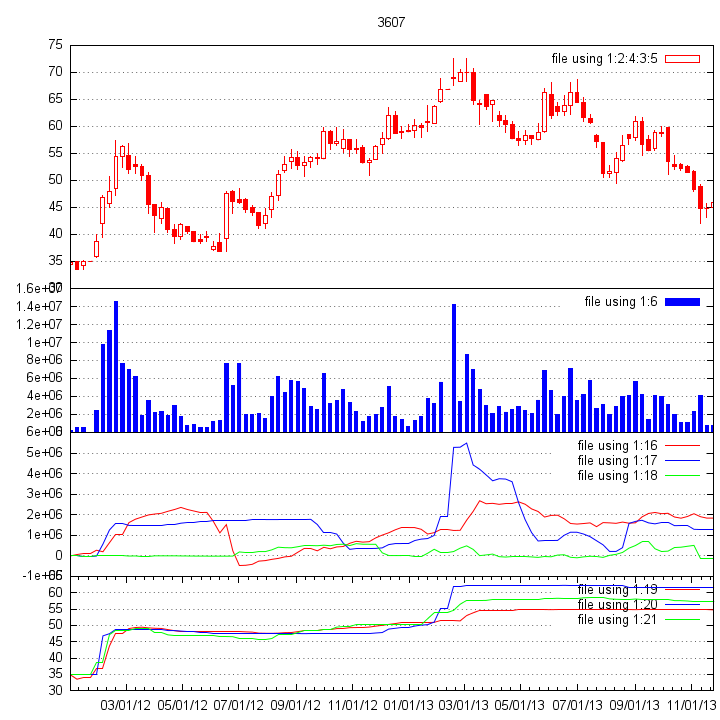 3607
file using 1:2:4:3:5
75
70
65
60
55
50
45
40
35
30
file using 1:6
1.6e+07
1.4e+07
1.2e+07
1e+07
8e+06
6e+06
4e+06
2e+06
file using 1:16
file using 1:17
file using 1:18
6e+06
5e+06
4e+06
3e+06
2e+06
1e+06
0
-1e+06
file using 1:19
file using 1:20
file using 1:21
60
55
50
45
40
35
30
03/01/12 05/01/12 07/01/12 09/01/12 11/01/12 01/01/13 03/01/13 05/01/13 07/01/13 09/01/13 11/01/13